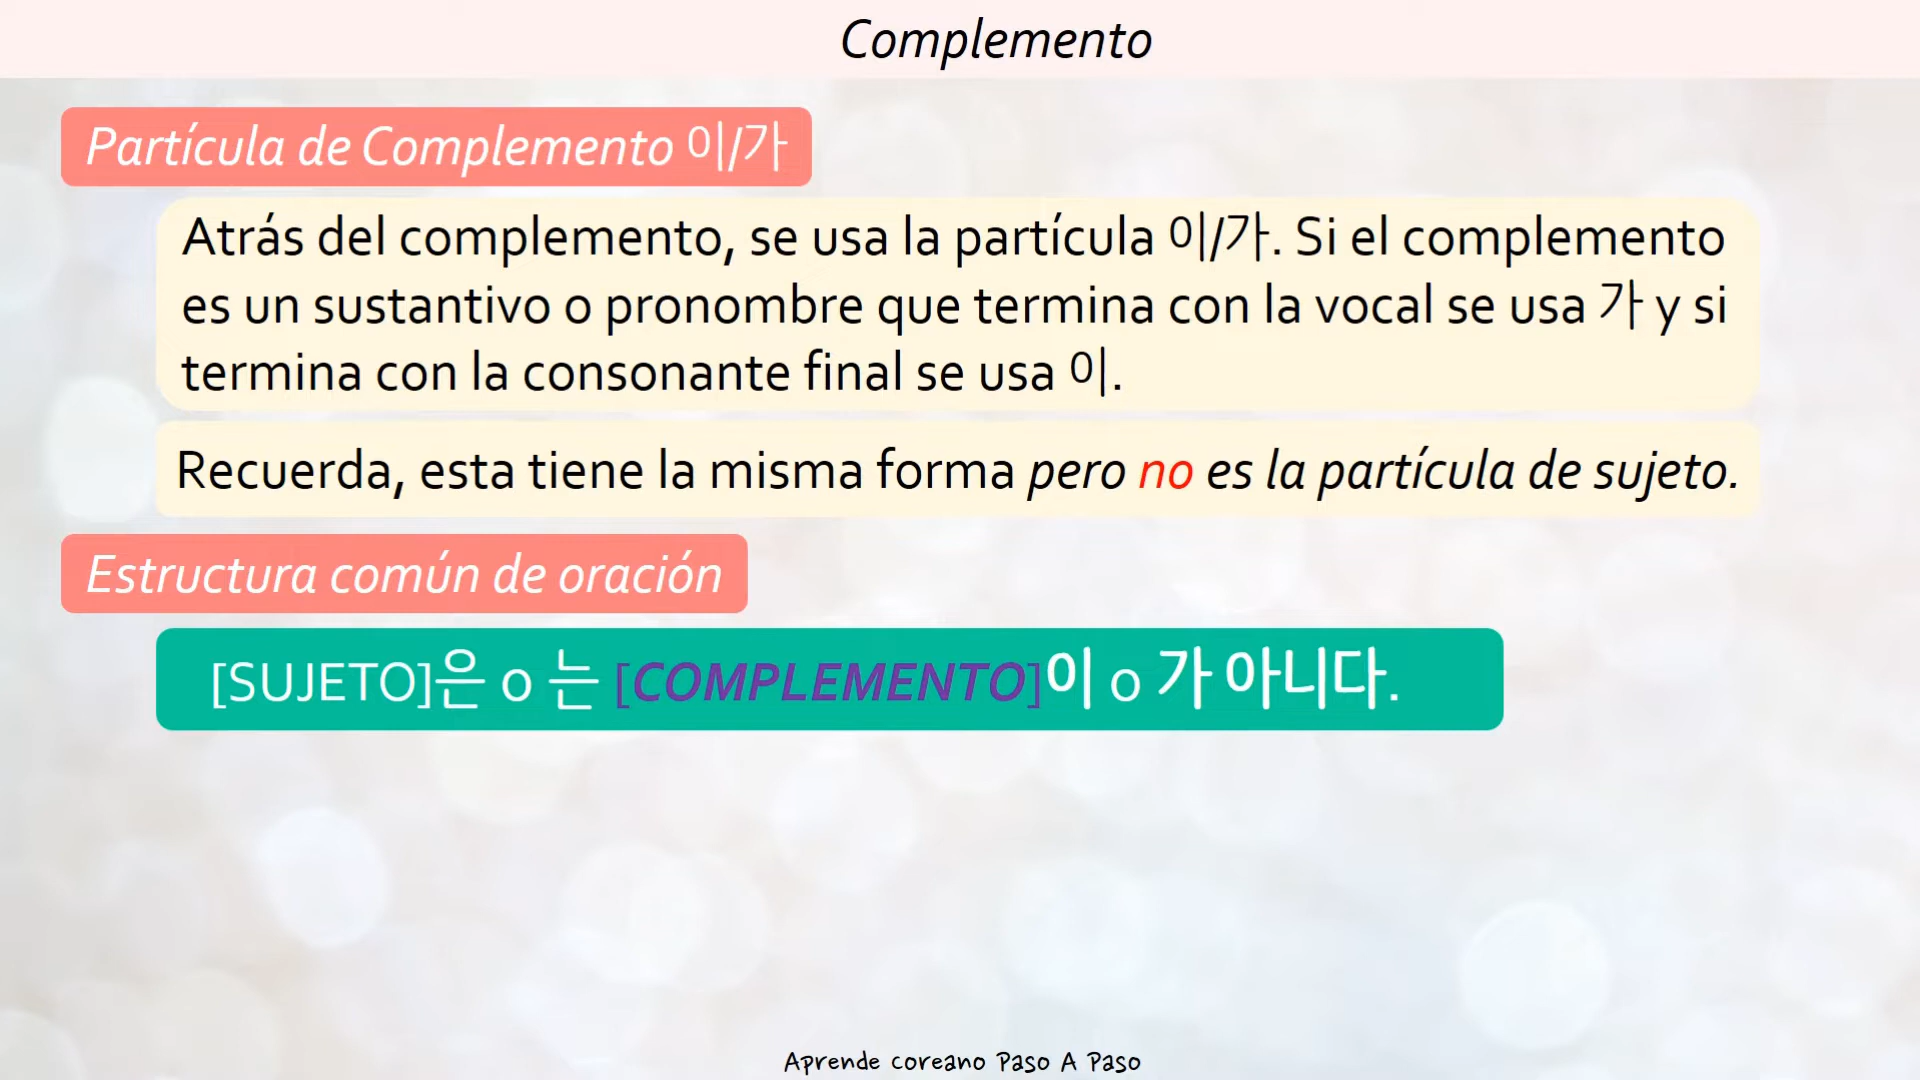 Complemento
Partícula de Complemento 이/가
Atrás del complemento, se usa la partícula 이/가. Si el complemento
es un sustantivo o pronombre que termina con la vocal se usa 가 y si
termina con la consonante final se usa 이.
Recuerda, esta tiene la misma forma pero no es la partícula de sujeto.
Estructura común de oración
[SUJETO]은 o 는 [COMPLEMENTO]이 o 가 아니다.
Aprende coreano Paso A Paso